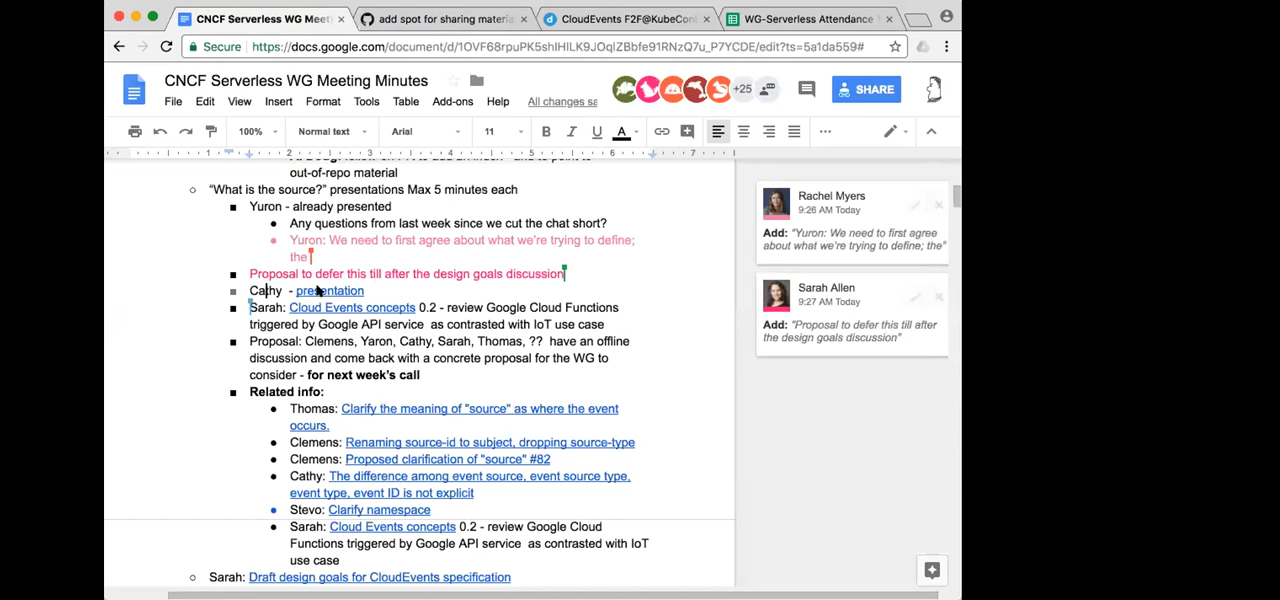 CNCF Serverless WG Meet
add spot for sharing materia
CloudEvents F2F@KubeCon
WG-Serverless Attendance
Secure
https://docs.google.com/document/d/1OVF68rpuPK5shIHlLK9JOqlZBbfe91RNzQ7u_P7YCDE/edit?ts=5a1da559#
CNCF Serverless WG Meeting Minutes
File Edit View Insert Format Tools Table Add-ons Help All changes sa
+25
SHARE
100% Normal text Arial 11 B I U A
1 2 3 4 5 6 7
out-of-repo material
○ “What is the source?” presentations Max 5 minutes each
■ Yuron - already presented
● Any questions from last week since we cut the chat short?
● Yuron: We need to first agree about what we’re trying to define;
the
■ Proposal to defer this till after the design goals discussion
■ Cathy - presentation
■ Sarah: Cloud Events concepts 0.2 - review Google Cloud Functions
triggered by Google API service as contrasted with IoT use case
■ Proposal: Clemens, Yaron, Cathy, Sarah, Thomas, ?? have an offline
discussion and come back with a concrete proposal for the WG to
consider - for next week’s call
■ Related info:
● Thomas: Clarify the meaning of "source" as where the event
occurs.
● Clemens: Renaming source-id to subject, dropping source-type
● Clemens: Proposed clarification of "source" #82
● Cathy: The difference among event source, event source type,
event type, event ID is not explicit
● Stevo: Clarify namespace
● Sarah: Cloud Events concepts 0.2 - review Google Cloud
Functions triggered by Google API service as contrasted with IoT
use case
○ Sarah: Draft design goals for CloudEvents specification
Rachel Myers
9:26 AM Today
Add: “Yuron: We need to first agree
about what we’re trying to define; the”
Sarah Allen
9:27 AM Today
Add: “Proposal to defer this till after
the design goals discussion”